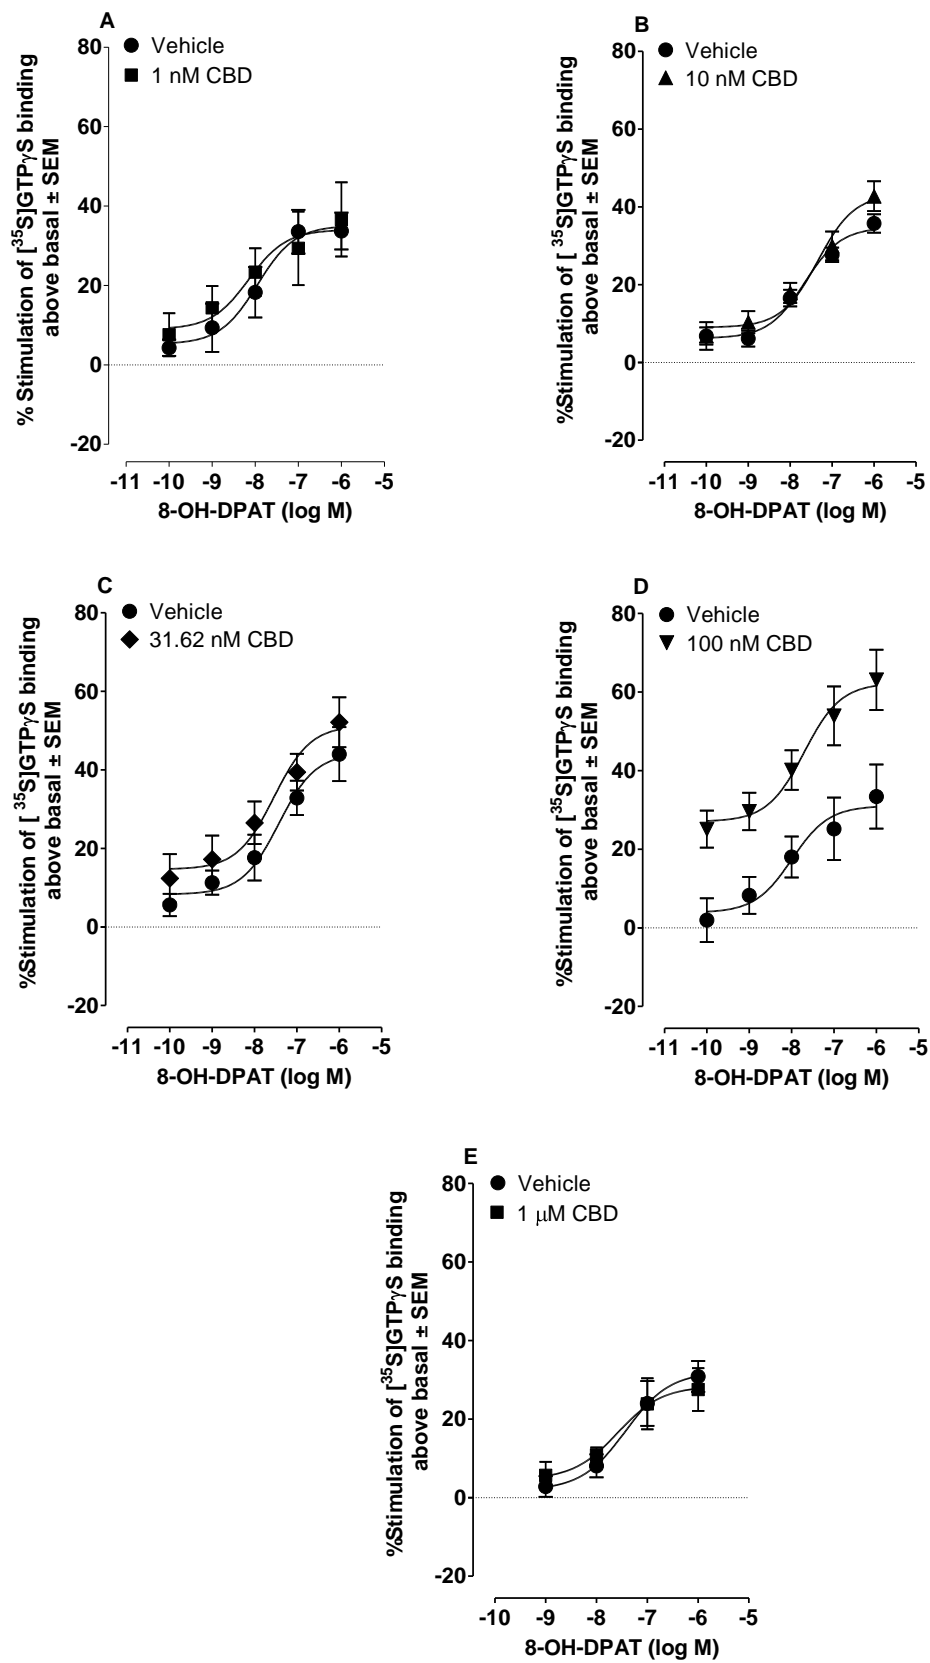 A
Vehicle
1 nM CBD
% Stimulation of [35S]GTPγS binding
above basal ± SEM
80
60
40
20
0
-20
-11 -10 -9 -8 -7 -6 -5
8-OH-DPAT (log M)
B
Vehicle
10 nM CBD
%Stimulation of [ 35S]GTPγS binding
above basal ± SEM
80
60
40
20
0
-20
-11 -10 -9 -8 -7 -6 -5
8-OH-DPAT (log M)
C
Vehicle
31.62 nM CBD
%Stimulation of [ 35S]GTPγS binding
above basal ± SEM
80
60
40
20
0
-20
-11 -10 -9 -8 -7 -6 -5
8-OH-DPAT (log M)
D
Vehicle
100 nM CBD
%Stimulation of [35S]GTPγS binding
above basal ± SEM
80
60
40
20
0
-20
-11 -10 -9 -8 -7 -6 -5
8-OH-DPAT (log M)
E
Vehicle
1 μM CBD
%Stimulation of [35S]GTPγS binding
above basal ± SEM
80
60
40
20
0
-20
-10 -9 -8 -7 -6 -5
8-OH-DPAT (log M)